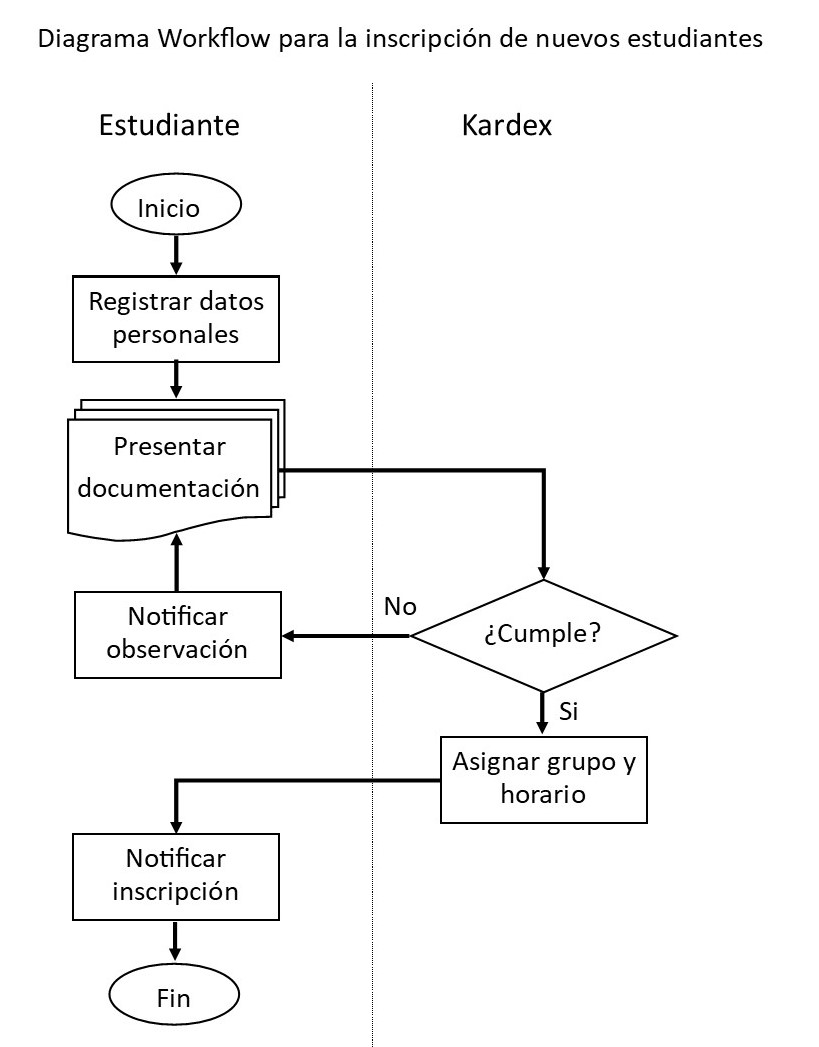 Diagrama Workflow para la inscripción de nuevos estudiantes
Estudiante
Kardex
Inicio
Registrar datos
personales
Presentar
documentación
¿Cumple?
No
Notificar
observación
Si
Asignar grupo y
horario
Notificar
inscripción
Fin